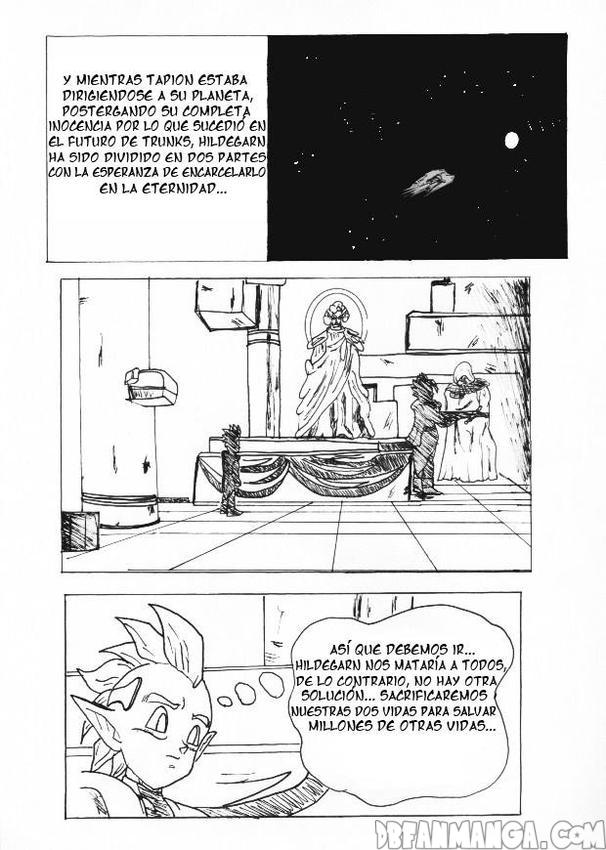 Y MIENTRAS TAPION ESTABA
DIRIGIENDOSE A SU PLANETA,
POSTERGANDO SU COMPLETA
INOCENCIA POR LO QUE SUCEDIÓ EN
EL FUTURO DE TRUNKS, HILDEGARN
HA SIDO DIVIDIDO EN DOS PARTES
CON LA ESPERANZA DE ENCARCELARLO
EN LA ETERNIDAD...
ASÍ QUE DEBEMOS IR...
HILDEGARN NOS MATARÍA A TODOS,
DE LO CONTRARIO, NO HAY OTRA
SOLUCIÓN... SACRIFICAREMOS
NUESTRAS DOS VIDAS PARA SALVAR
MILLONES DE OTRAS VIDAS...
DBFANMANGA.COM